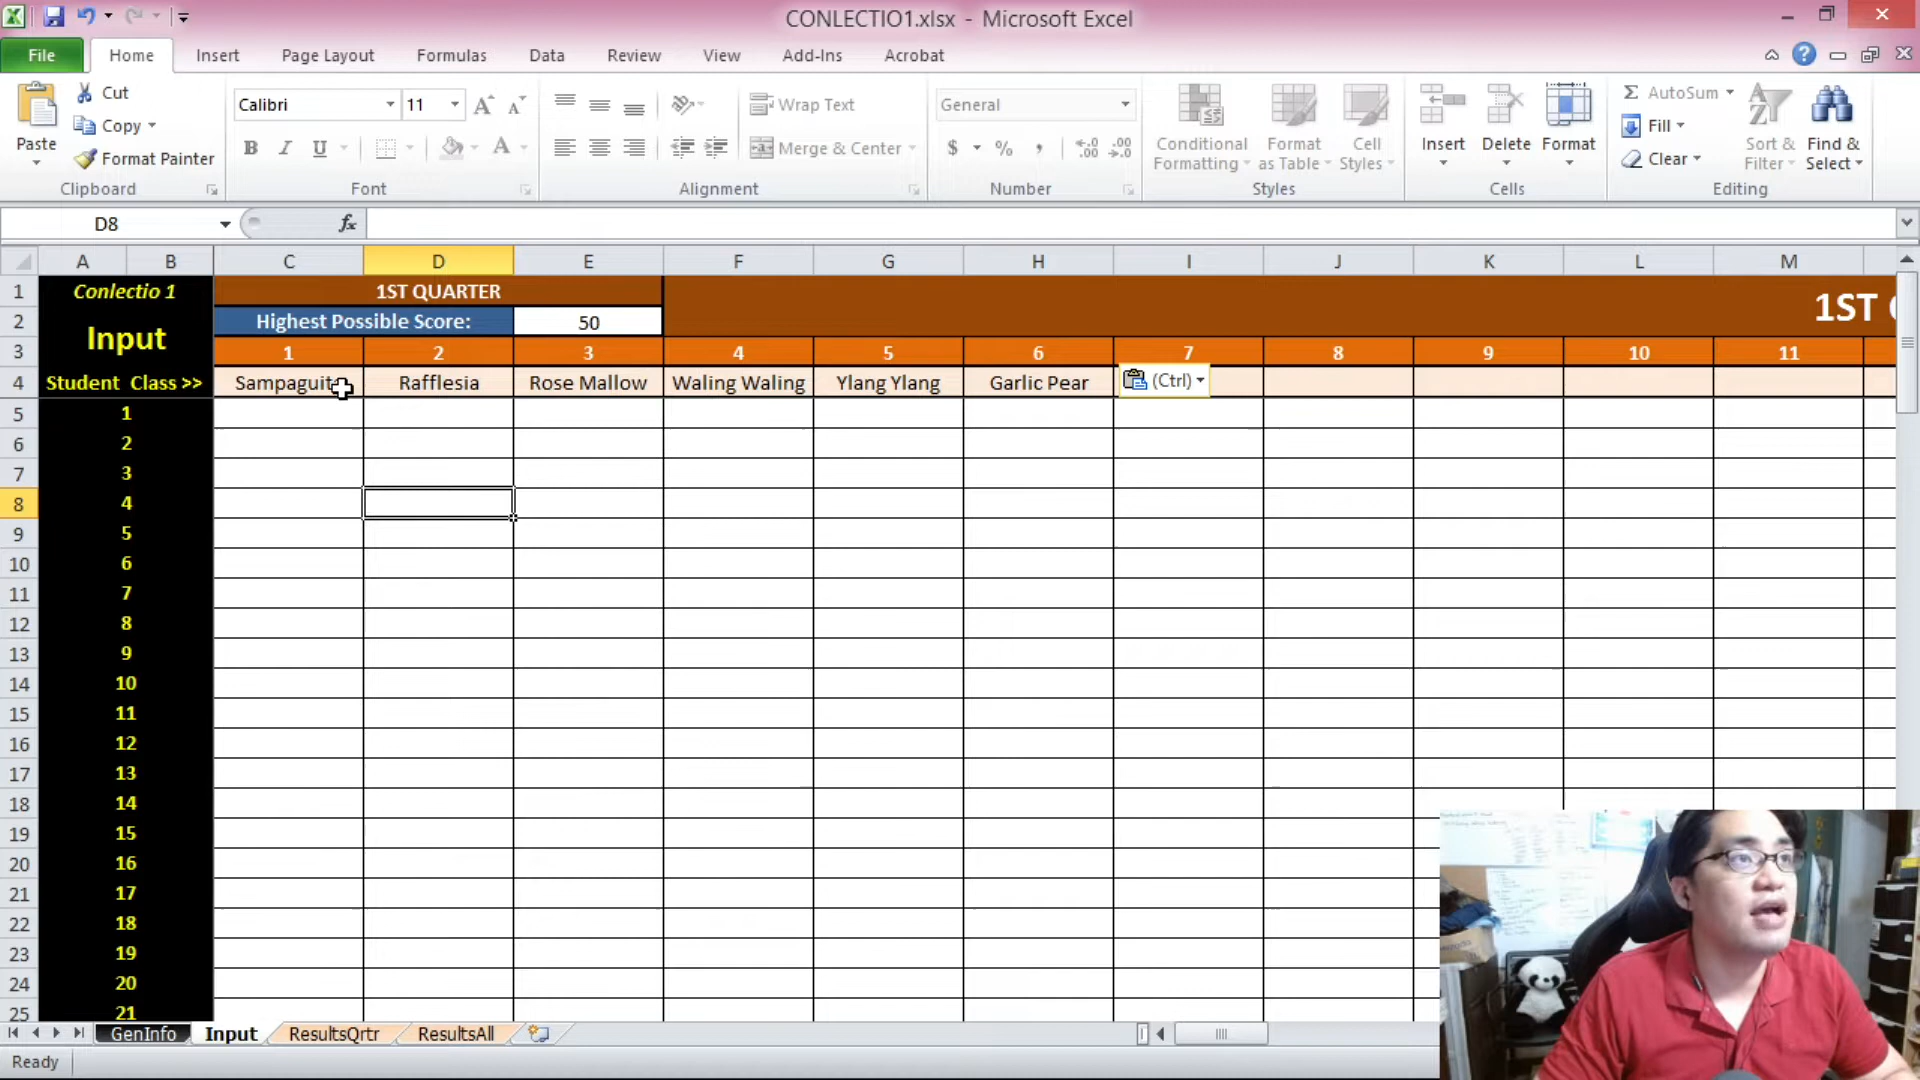 CONLECTIO1.xlsx - Microsoft Excel
File Home Insert Page Layout Formulas Data Review View Add-Ins Acrobat
Paste
Cut
Copy
Format Painter
Clipboard
Calibri 11
B I U
Font
Wrap Text
Merge & Center
Alignment
General
$ % ,
Number
Conditional Formatting
Format as Table
Cell Styles
Styles
Insert
Delete
Format
Cells
AutoSum
Fill
Clear
Sort & Filter
Find & Select
Editing
D8 fx
A B C D E F G H I J K L M
1 Conlectio 1 1ST QUARTER 1ST
2 Input Highest Possible Score: 50
3 1 2 3 4 5 6 7 8 9 10 11
4 Student Class >> Sampaguit Rafflesia Rose Mallow Waling Waling Ylang Ylang Garlic Pear (Ctrl)
5 1
6 2
7 3
8 4
9 5
10 6
11 7
12 8
13 9
14 10
15 11
16 12
17 13
18 14
19 15
20 16
21 17
22 18
23 19
24 20
25 21
GenInfo Input ResultsQrtr ResultsAll
Ready